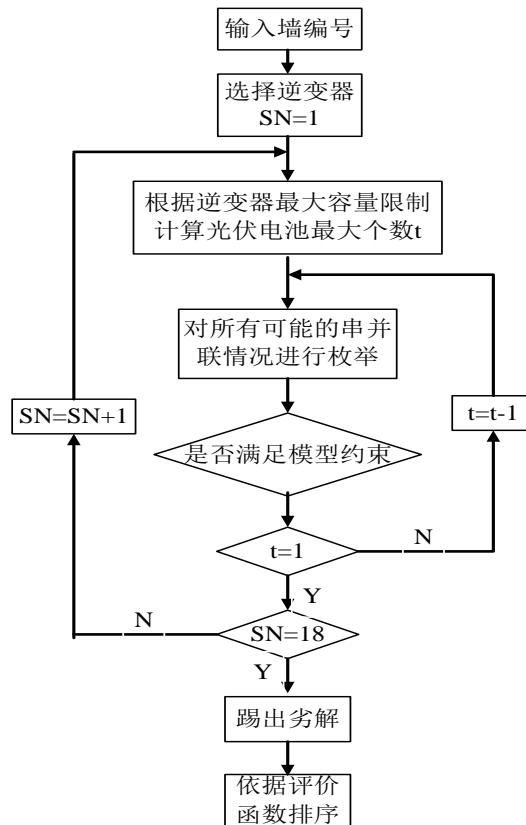 输入墙编号
选择逆变器
SN=1
根据逆变器最大容量限制
计算光伏电池最大个数t
对所有可能的串并
联情况进行枚举
SN=SN+1
t=t-1
是否满足模型约束
t=1
N
Y
SN=18
N
Y
踢出劣解
依据评价
函数排序